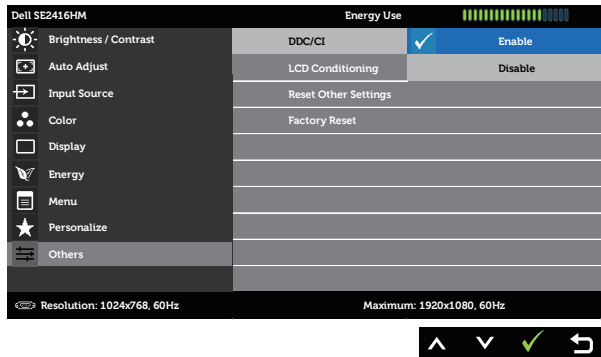 Dell SE2416HM Energy Use
Brightness / Contrast DDC/CI Enable
Auto Adjust LCD Conditioning Disable
Input Source Reset Other Settings
Color Factory Reset
Display
Energy
Menu
Personalize
Others
Resolution: 1024x768, 60Hz Maximum: 1920x1080, 60Hz